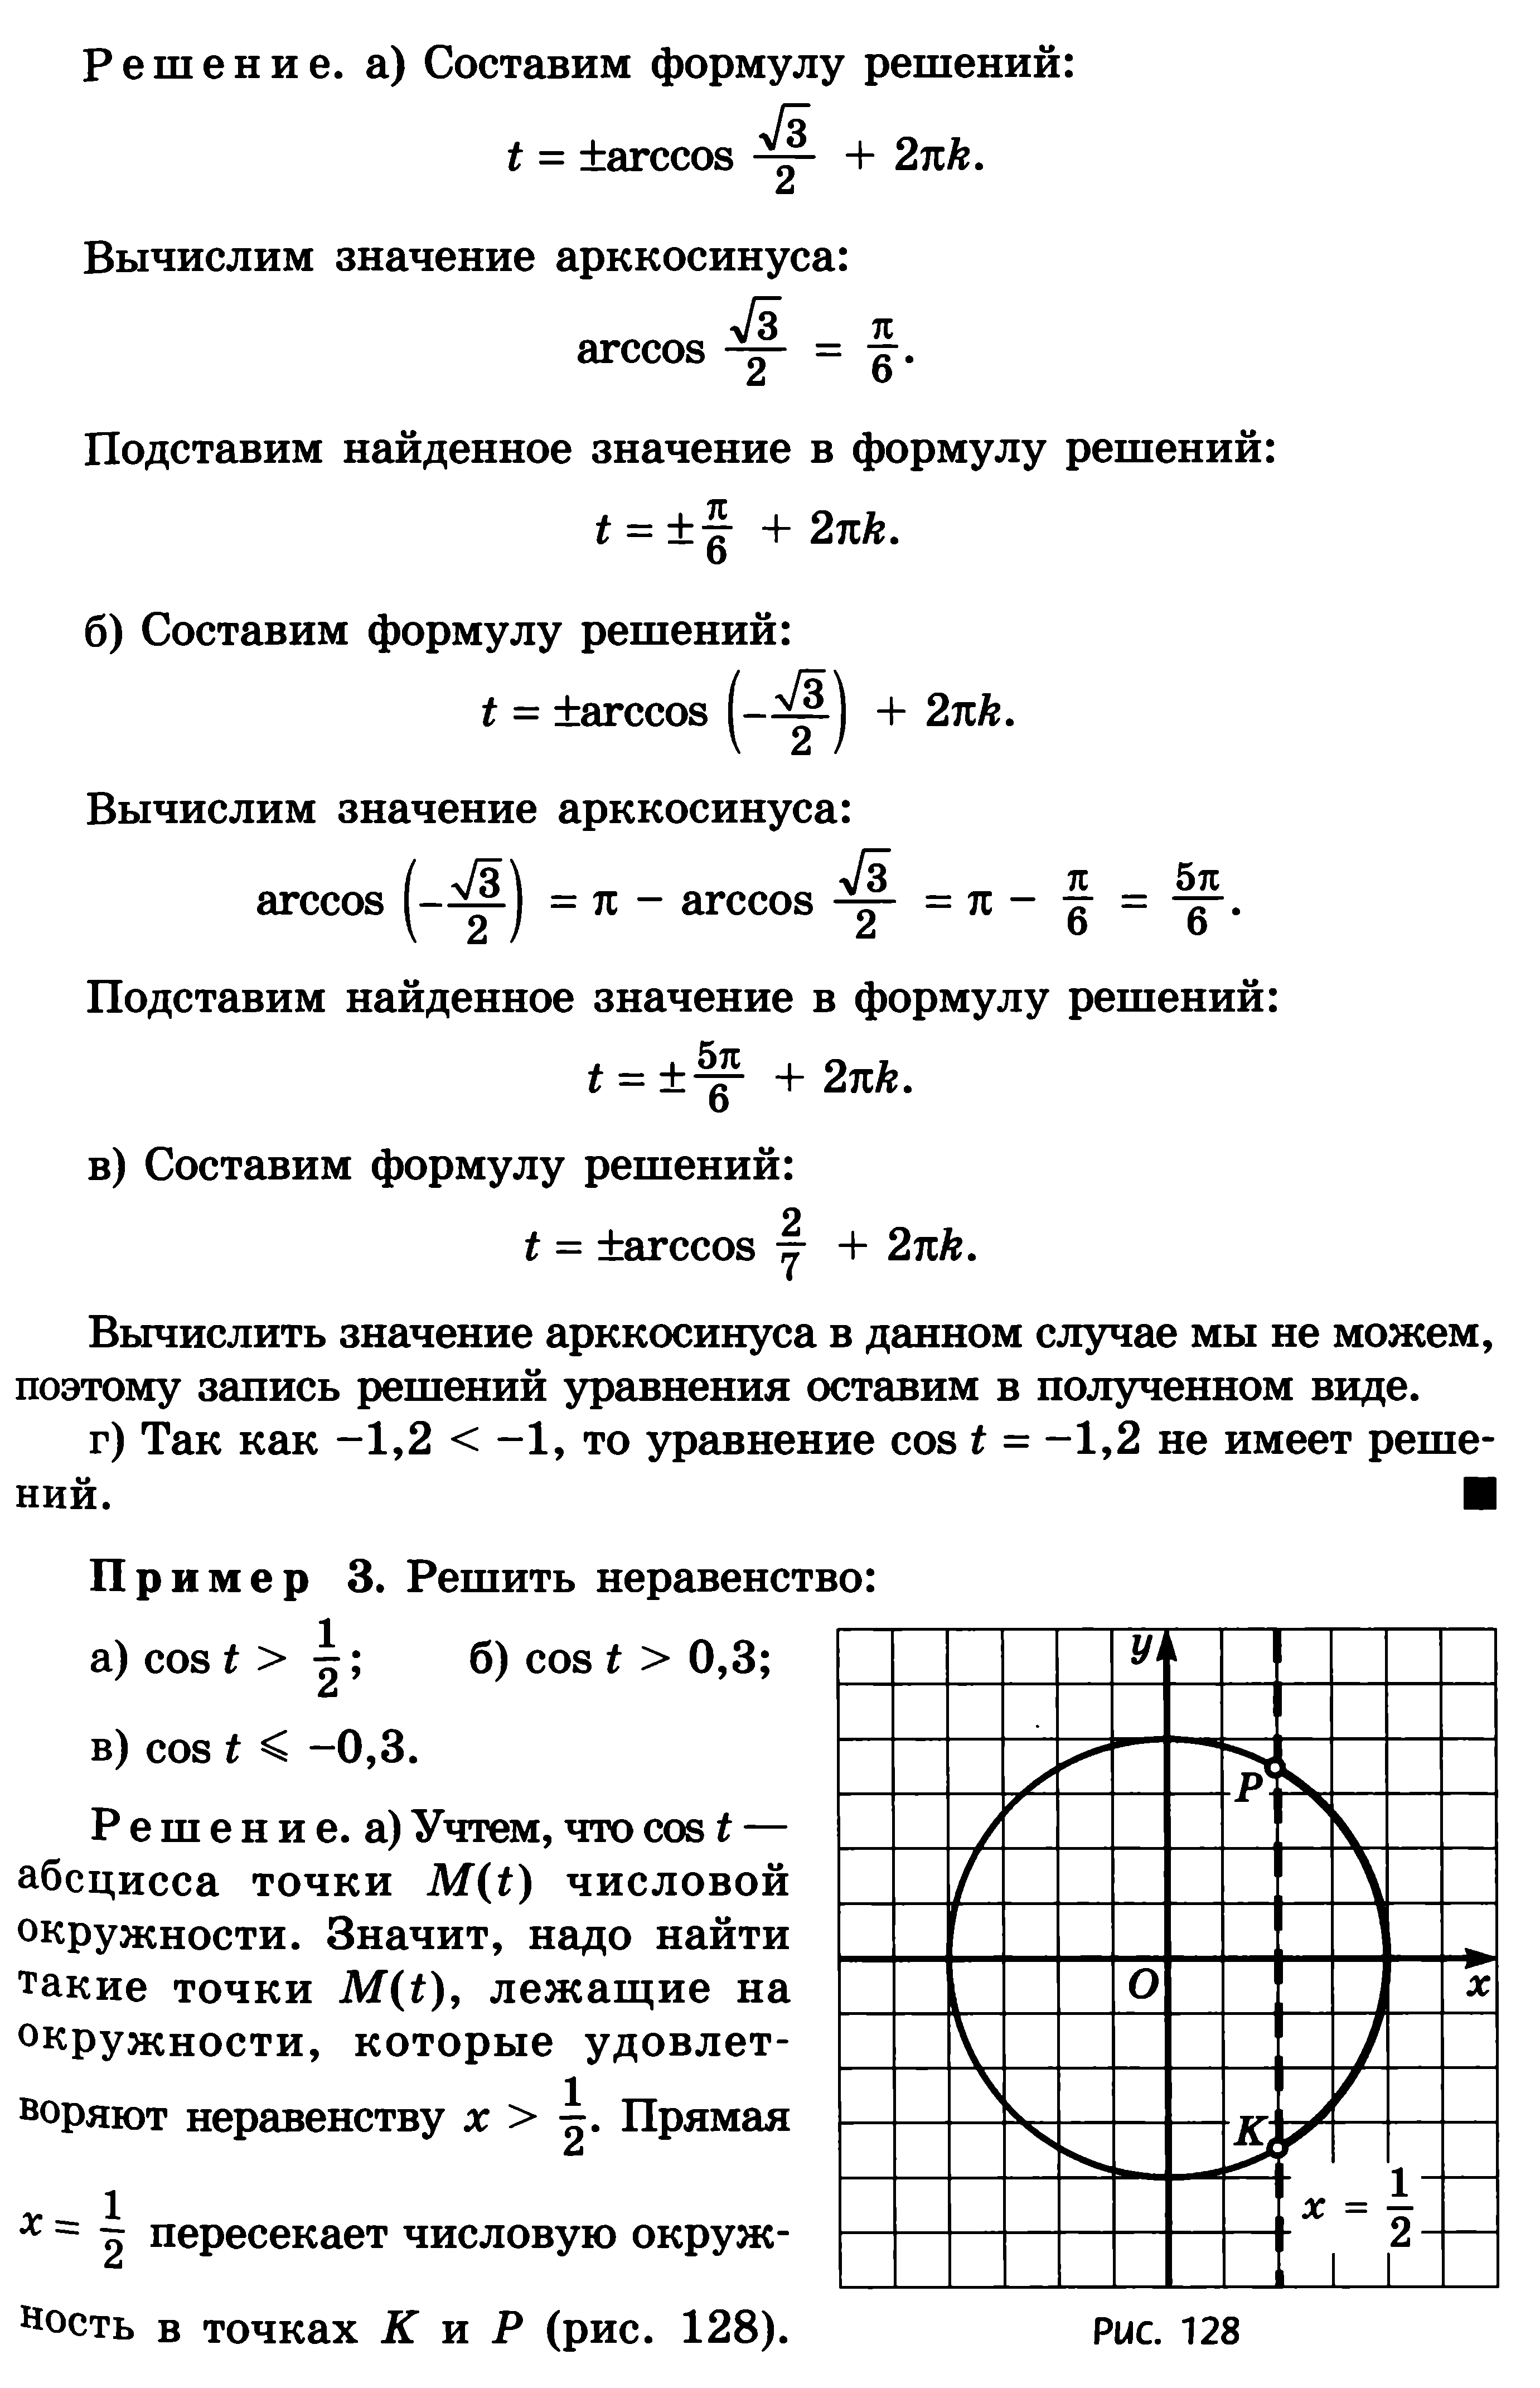 Решение. а) Составим формулу решений:
t = ±arccos √3/2 + 2πk.
Вычислим значение арккосинуса:
arccos √3/2 = π/6.
Подставим найденное значение в формулу решений:
t = ±π/6 + 2πk.
б) Составим формулу решений:
t = ±arccos (−√3/2) + 2πk.
Вычислим значение арккосинуса:
arccos (−√3/2) = π − arccos √3/2 = π − π/6 = 5π/6.
Подставим найденное значение в формулу решений:
t = ±5π/6 + 2πk.
в) Составим формулу решений:
t = ±arccos 2/7 + 2πk.
Вычислить значение арккосинуса в данном случае мы не можем,
поэтому запись решений уравнения оставим в полученном виде.
г) Так как −1,2 < −1, то уравнение cos t = −1,2 не имеет реше-
ний. ■
Пример 3. Решить неравенство:
а) cos t > 1/2; б) cos t > 0,3;
в) cos t ⩽ −0,3.
Решение. а) Учтем, что cos t —
абсцисса точки M(t) числовой
окружности. Значит, надо найти
такие точки M(t), лежащие на
окружности, которые удовлет-
воряют неравенству x > 1/2. Прямая
x = 1/2 пересекает числовую окруж-
ность в точках K и P (рис. 128).
y
P
O
x
K
x = 1/2
Рис. 128